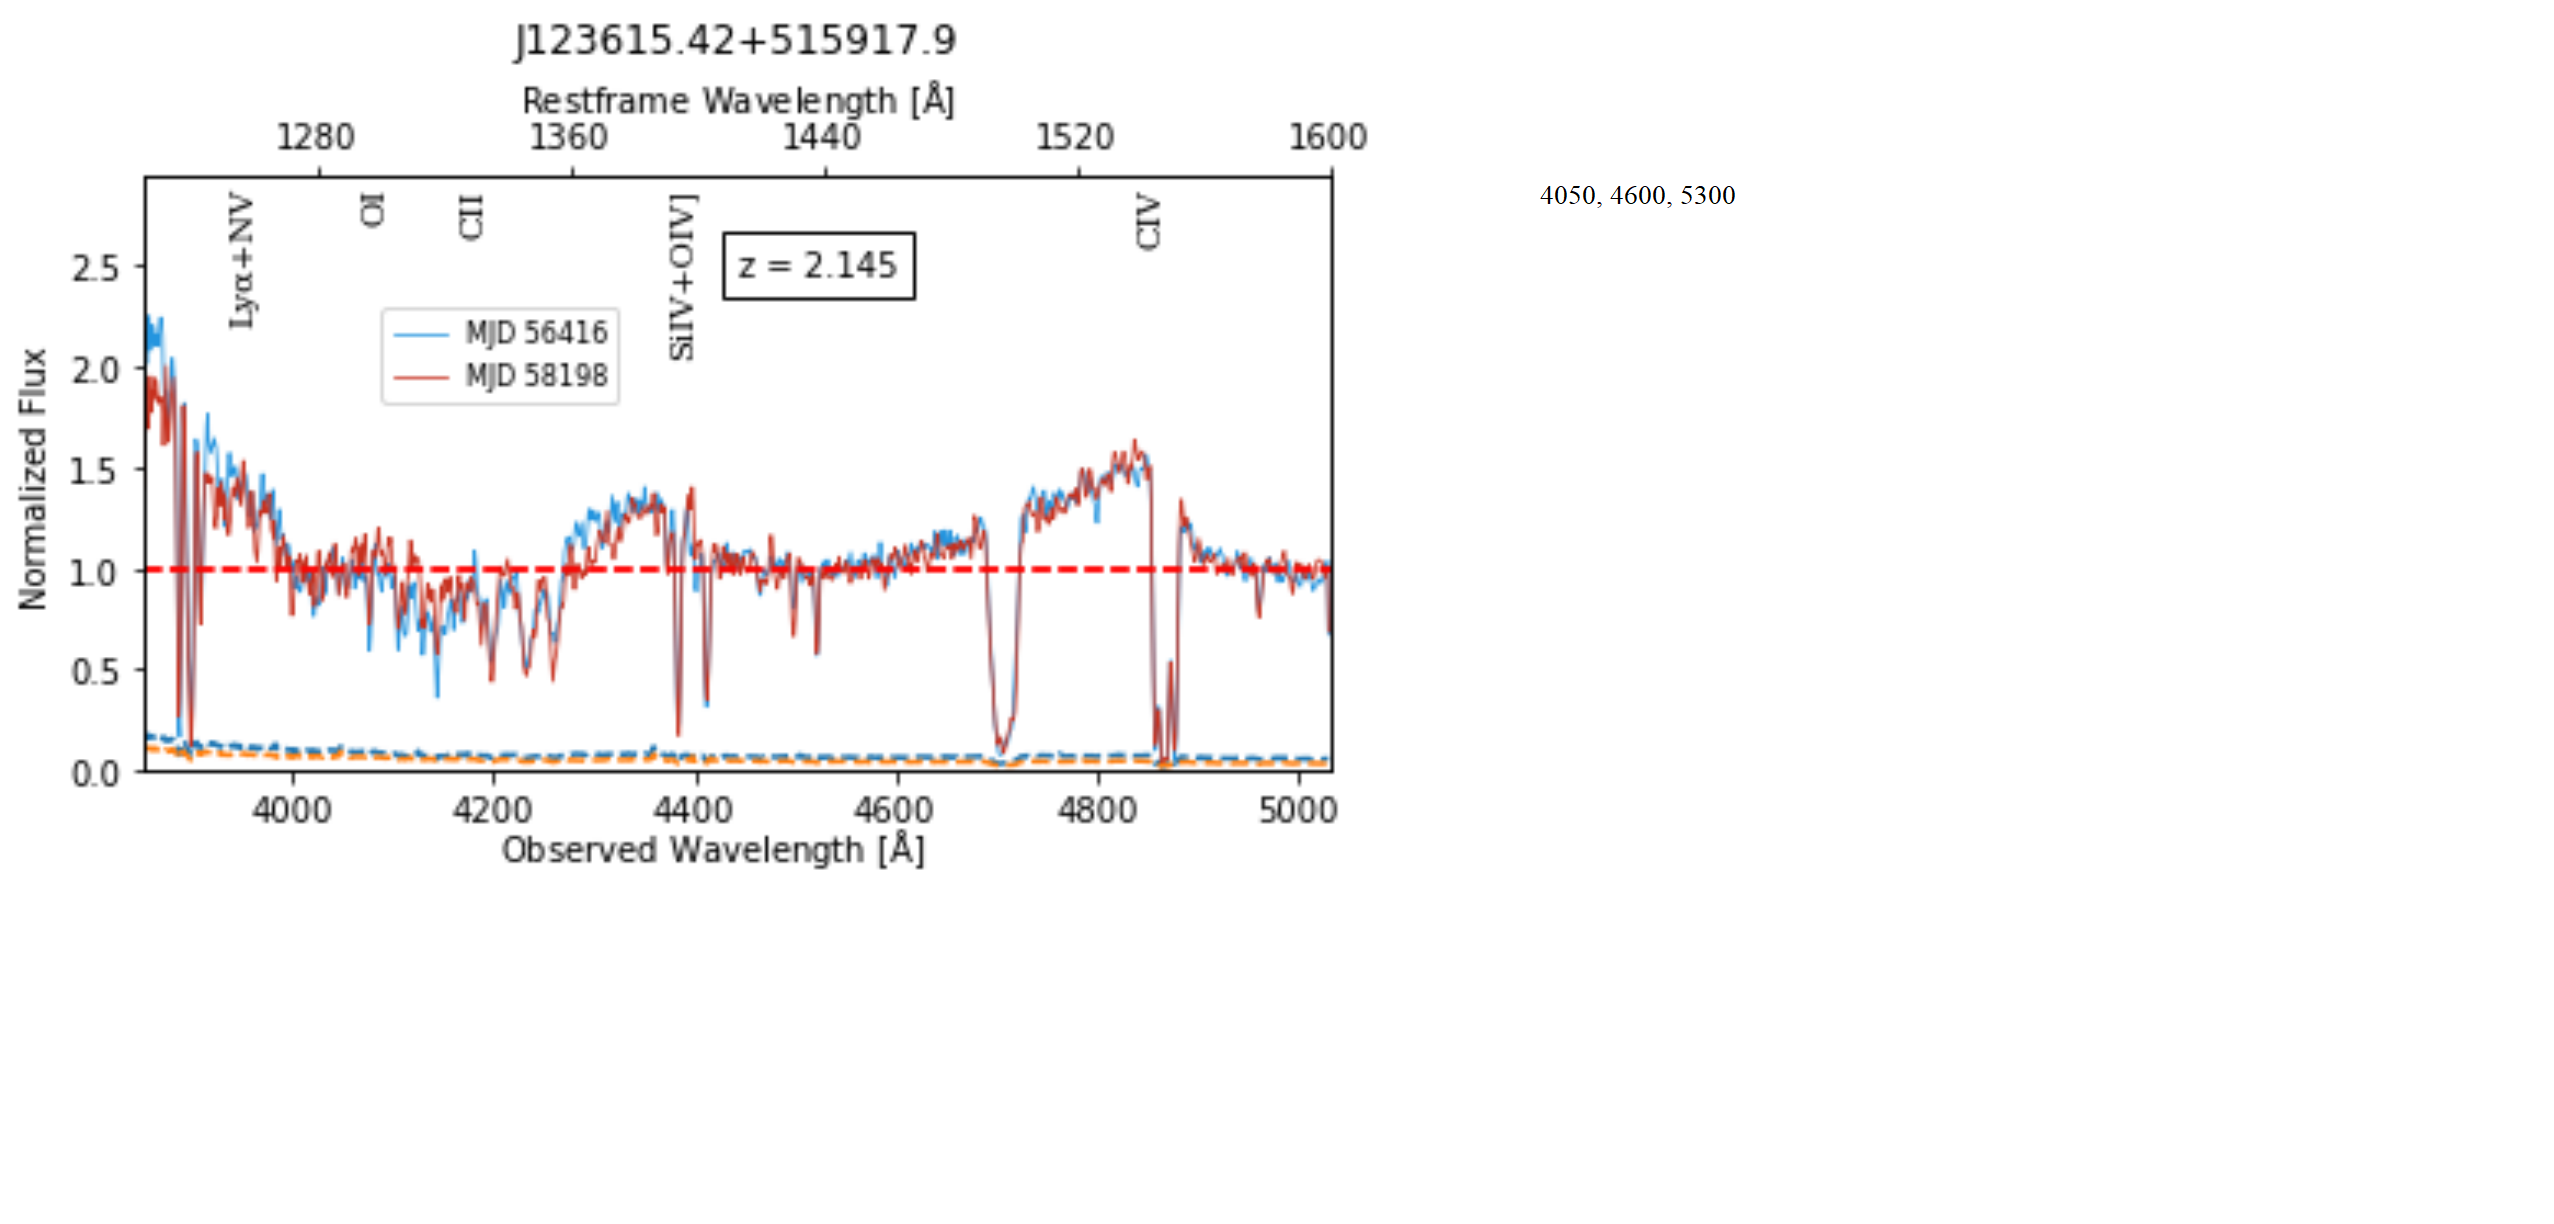 J123615.42+515917.9
Restframe Wavelength [Å]
1280 1360 1440 1520 1600
Lyα+NV OI CII SiIV+OIV] CIV
4050, 4600, 5300
z = 2.145
MJD 56416
MJD 58198
Normalized Flux
2.5
2.0
1.5
1.0
0.5
0.0
4000 4200 4400 4600 4800 5000
Observed Wavelength [Å]